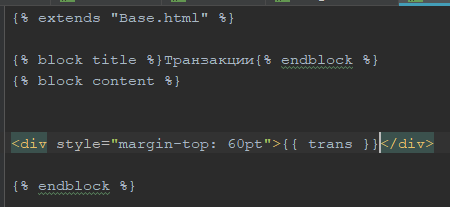 {% extends "Base.html" %}
{% block title %}Транзакции{% endblock %}
{% block content %}
<div style="margin-top: 60pt">{{ trans }}</div>
{% endblock %}